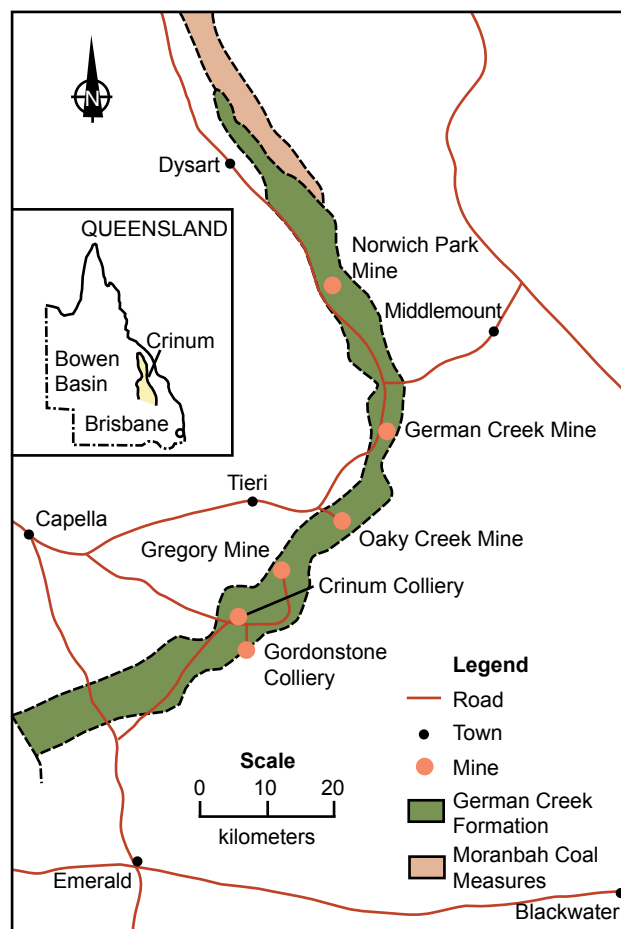 N
Dysart
QUEENSLAND
Crinum
Bowen
Basin
Brisbane
Norwich Park
Mine
Middlemount
German Creek Mine
Tieri
Capella
Oaky Creek Mine
Gregory Mine
Crinum Colliery
Gordonstone
Colliery
Legend
Road
Town
Mine
German Creek
Formation
Moranbah Coal
Measures
Scale
0 10 20
kilometers
Emerald
Blackwater